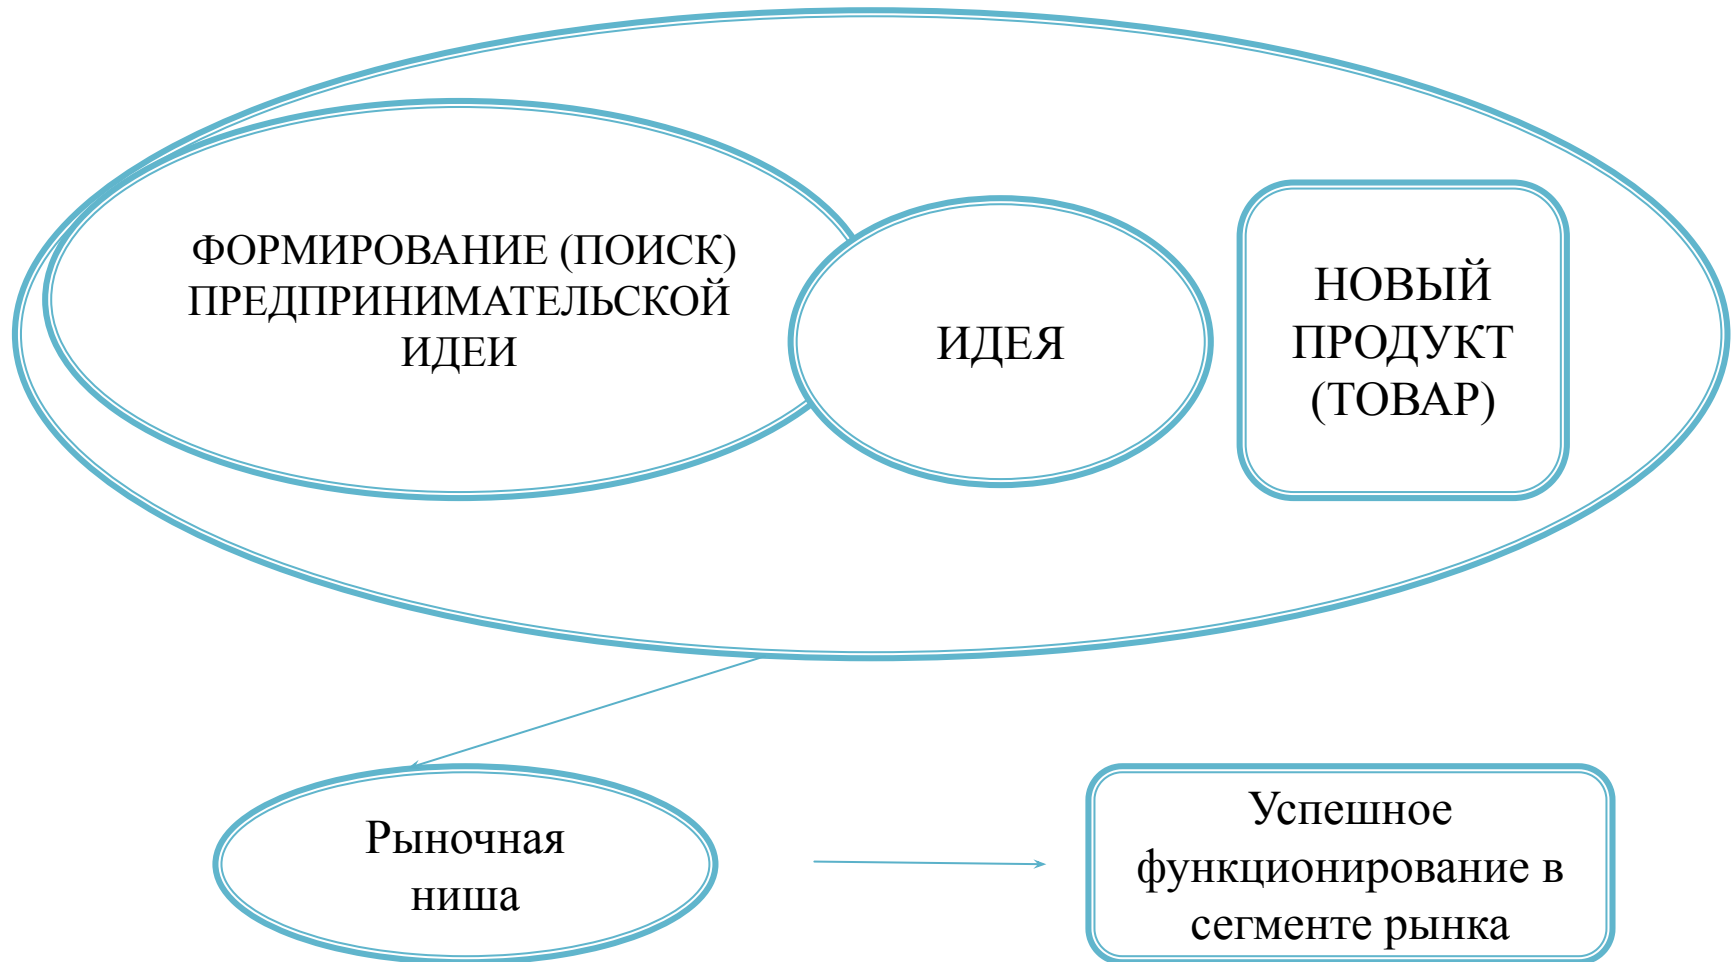 ФОРМИРОВАНИЕ (ПОИСК)
ПРЕДПРИНИМАТЕЛЬСКОЙ
ИДЕИ
ИДЕЯ
НОВЫЙ
ПРОДУКТ
(ТОВАР)
Рыночная
ниша
Успешное
функционирование в
сегменте рынка